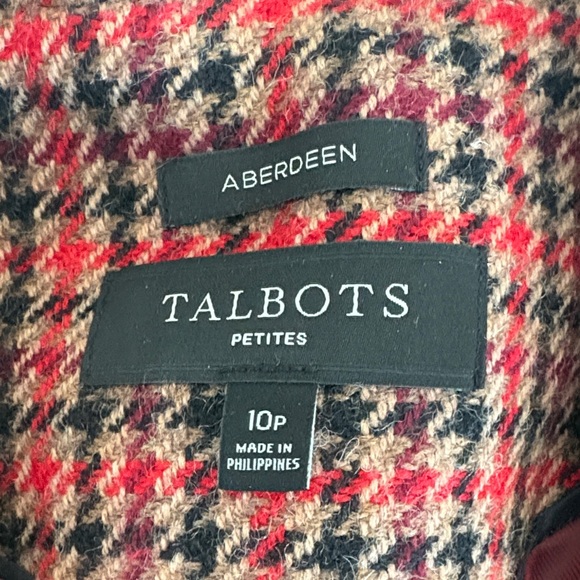 ABERDEEN
TALBOTS
PETITES
10P
MADE IN
PHILIPPINES